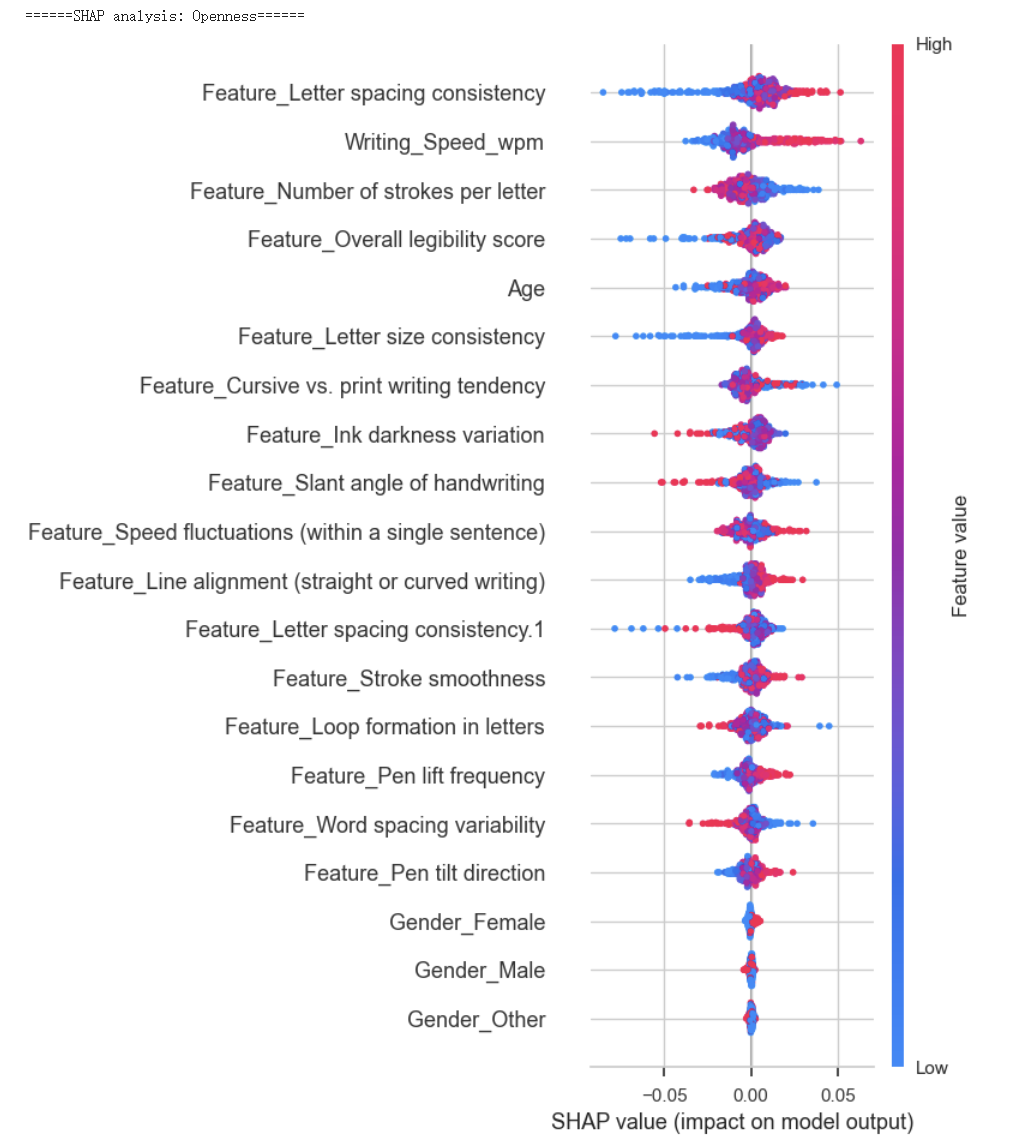 ======SHAP analysis: Openness======
High
Feature_Letter spacing consistency
Writing_Speed_wpm
Feature_Number of strokes per letter
Feature_Overall legibility score
Age
Feature_Letter size consistency
Feature_Cursive vs. print writing tendency
Feature_Ink darkness variation
Feature_Slant angle of handwriting
Feature_Speed fluctuations (within a single sentence)
Feature_Line alignment (straight or curved writing)
Feature_Letter spacing consistency.1
Feature_Stroke smoothness
Feature_Loop formation in letters
Feature_Pen lift frequency
Feature_Word spacing variability
Feature_Pen tilt direction
Gender_Female
Gender_Male
Gender_Other
Feature value
Low
−0.05 0.00 0.05
SHAP value (impact on model output)